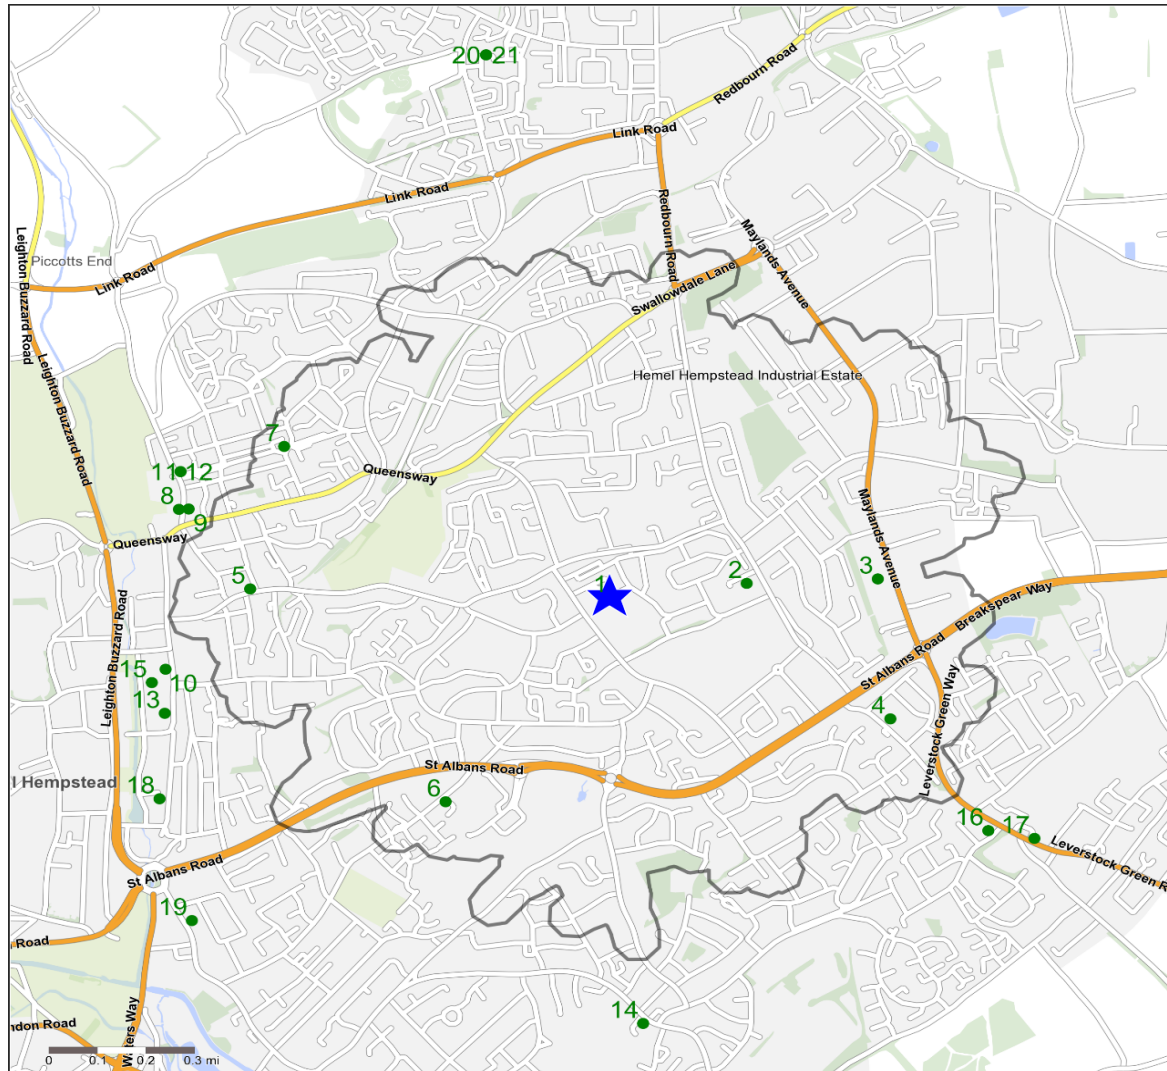 20 21
Redbourn Road
Link Road
Link Road
Redbourn Road
Maylands Avenue
Leighton Buzzard Road
Piccotts End
Link Road
Swallowdale Lane
Leighton Buzzard Road
Hemel Hempstead Industrial Estate
7
Queensway
11 12
8
9
Maylands Avenue
Queensway
5
1
2
3
Breakspear Way
Leighton Buzzard Road
15
10
13
St Albans Road
4
Leverstock Green Way
l Hempstead
St Albans Road
18
6
16
17
Leverstock Green R
St Albans Road
19
Road
14
ndon Road
Waters Way
0 0.1 0.2 0.3 mi